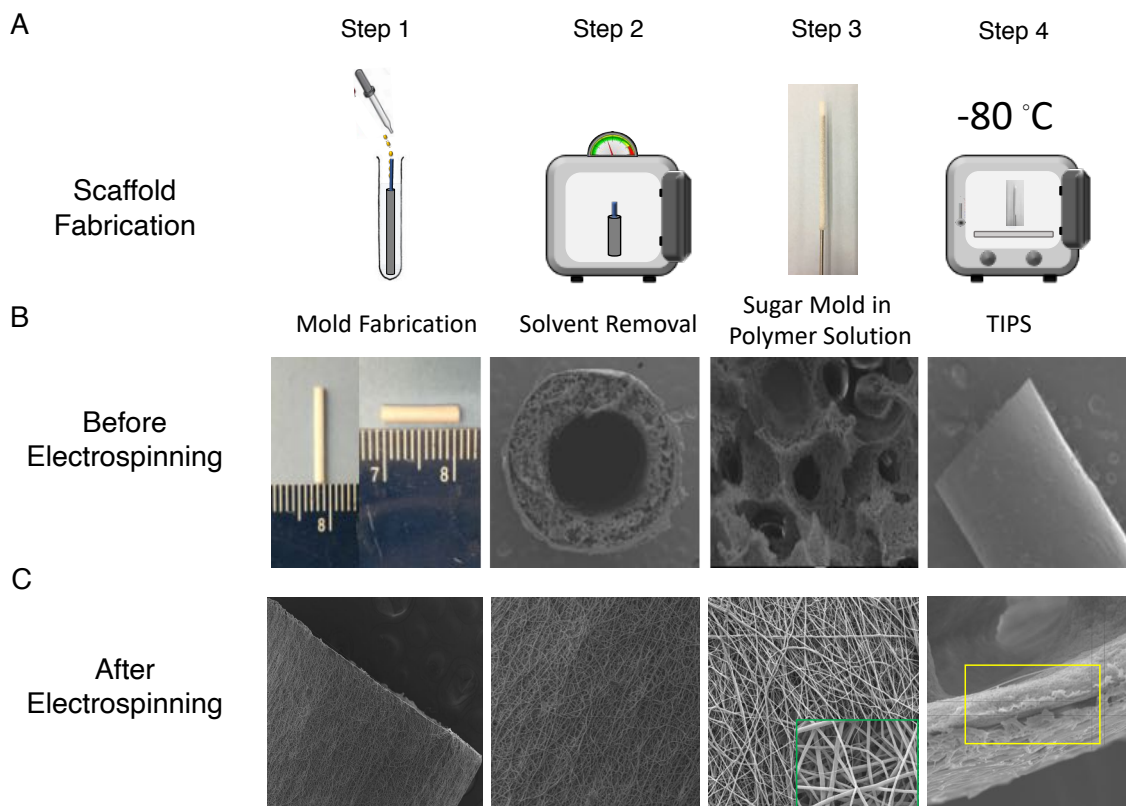 A
Step 1
Step 2
Step 3
Step 4
-80 °C
Scaffold
Fabrication
B
Mold Fabrication
Solvent Removal
Sugar Mold in
Polymer Solution
TIPS
Before
Electrospinning
8
7
8
C
After
Electrospinning